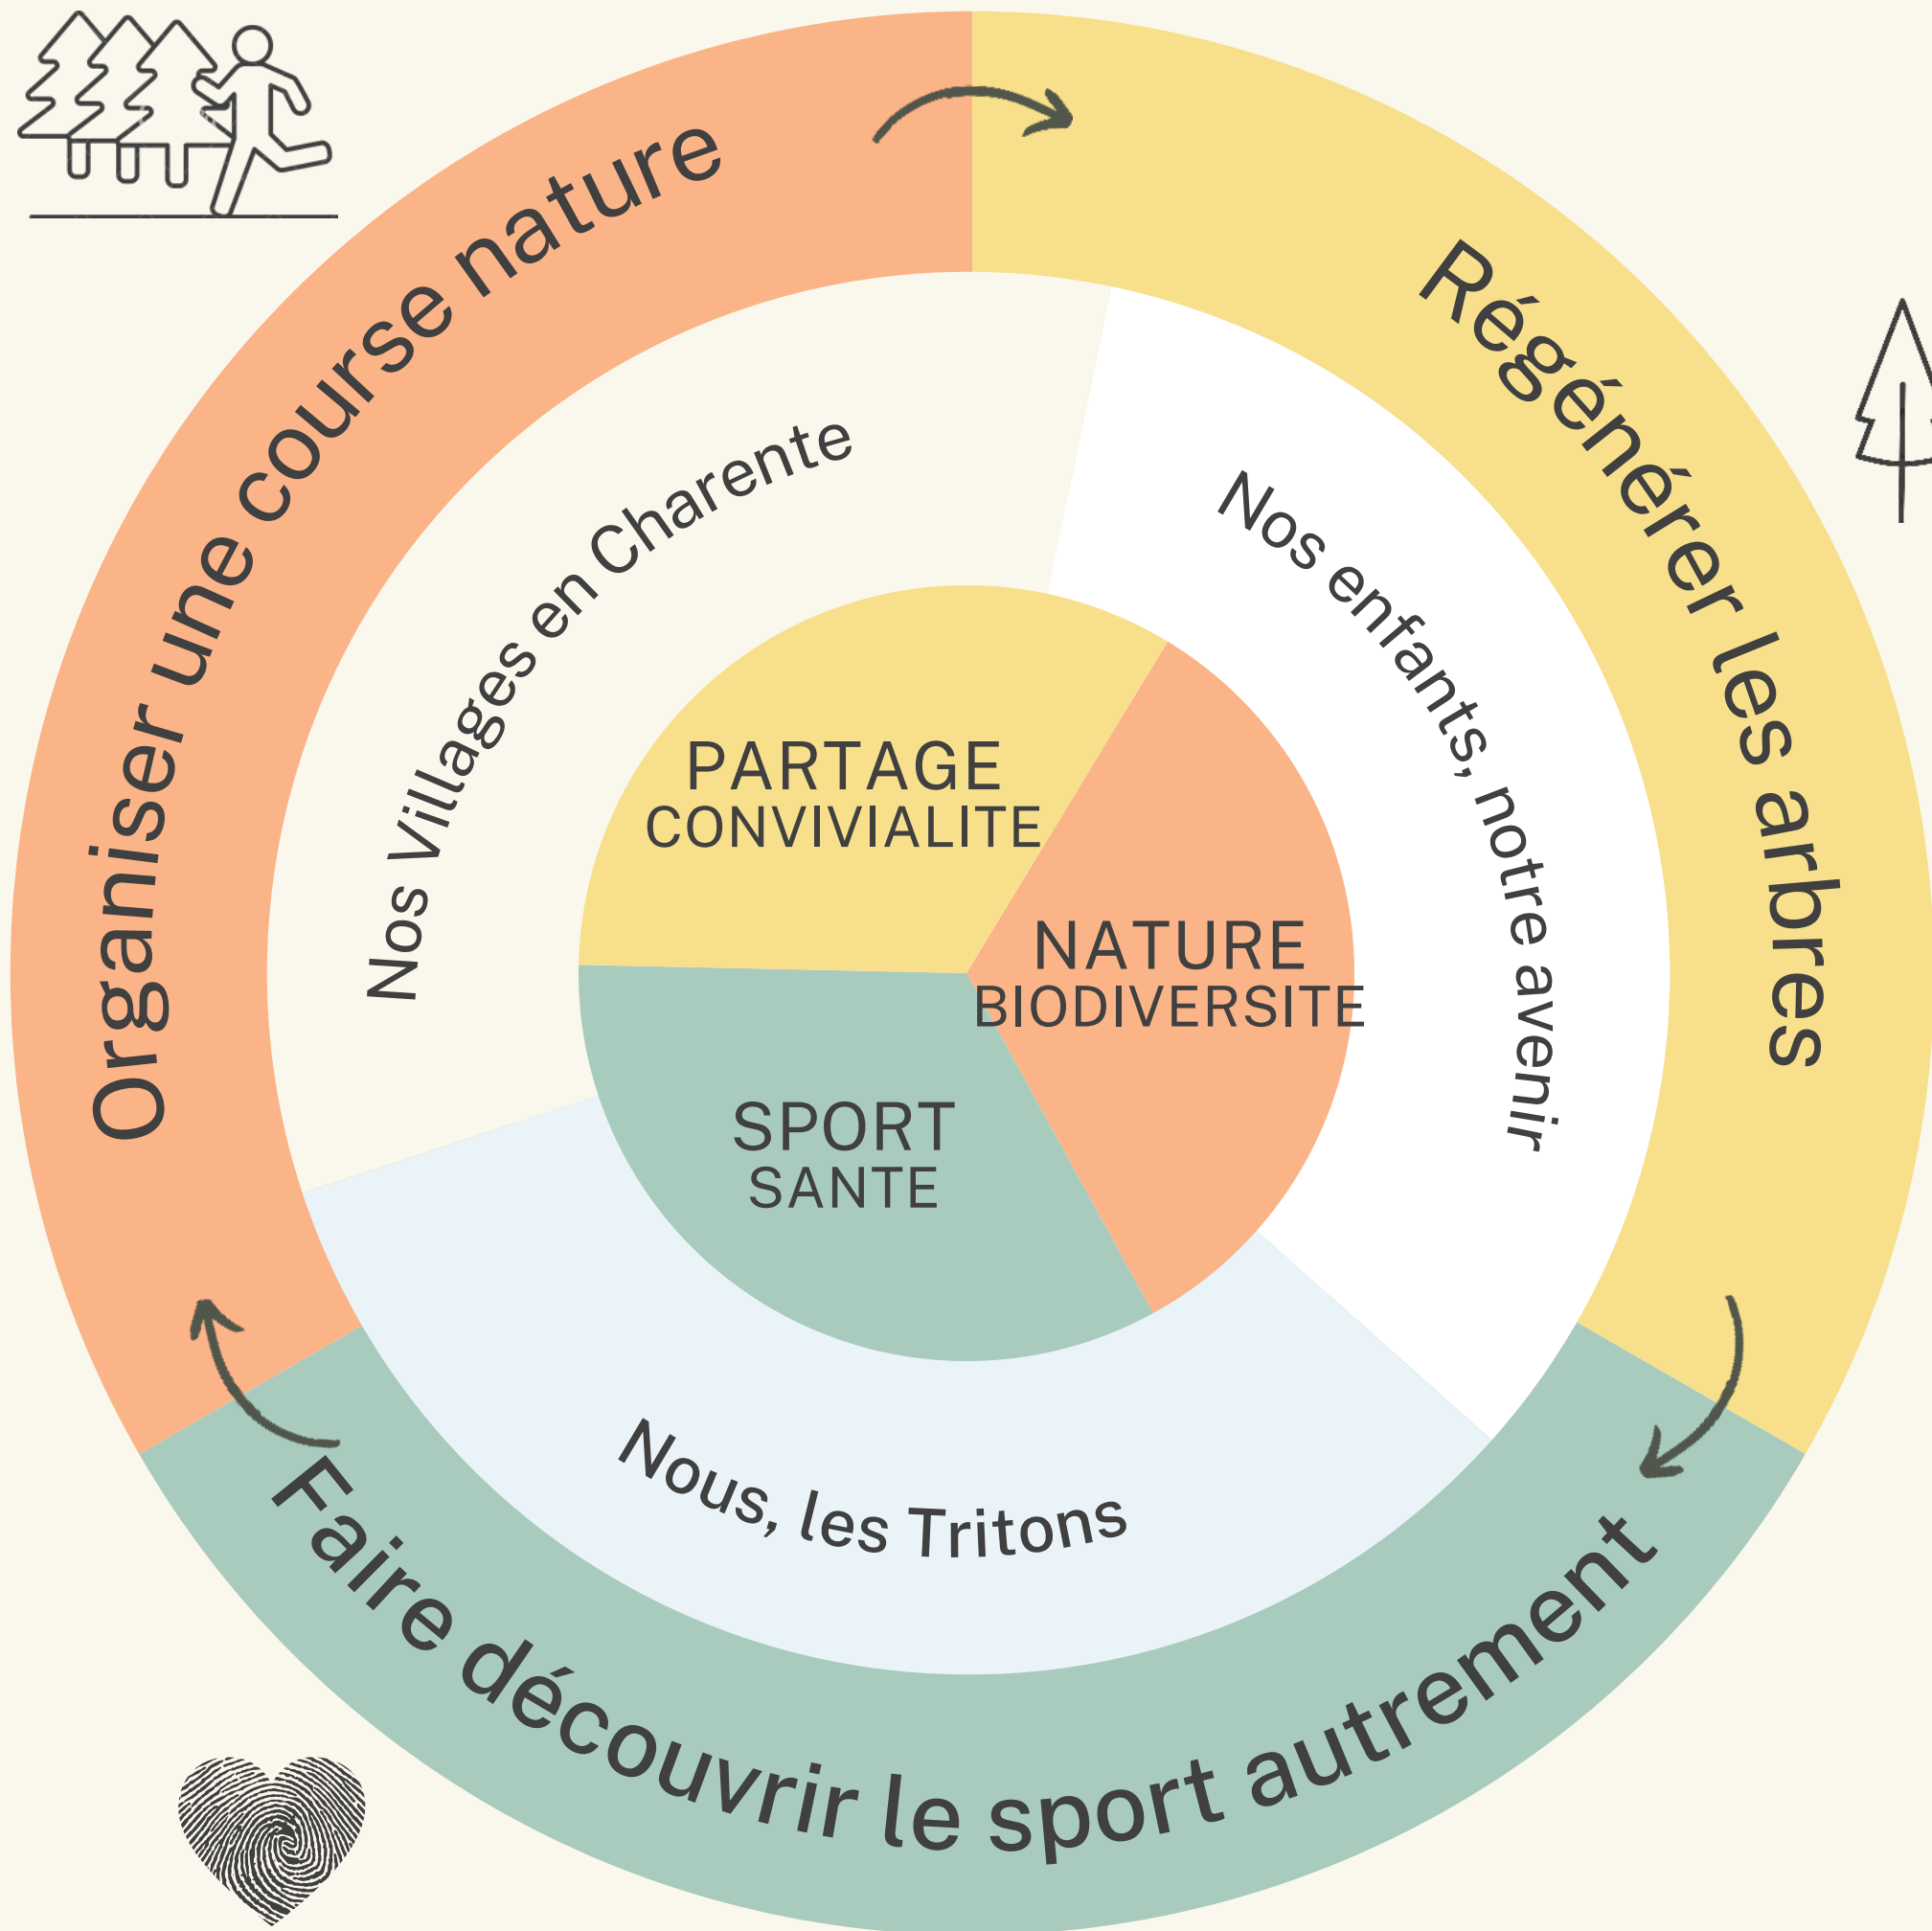 Organiser une course nature
Régénérer les arbres
Faire découvrir le sport autrement
Nos Villages en Charente
Nos enfants, notre avenir
Nous, les Tritons
PARTAGE
CONVIVIALITE
NATURE
BIODIVERSITE
SPORT
SANTE